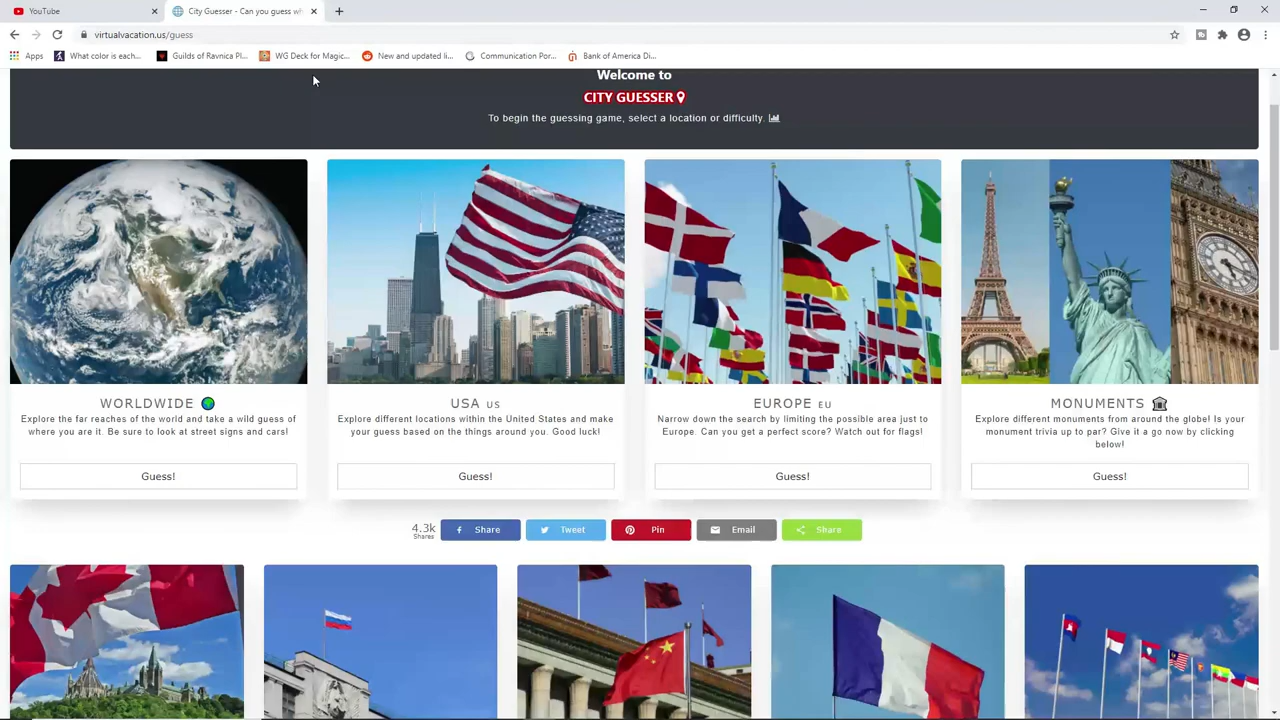 YouTube
City Guesser - Can you guess wh
virtualvacation.us/guess
Apps
What color is each...
Guilds of Ravnica Pl...
WG Deck for Magic...
New and updated li...
Communication Por...
Bank of America Di...
Welcome to
CITY GUESSER
To begin the guessing game, select a location or difficulty.
WORLDWIDE
Explore the far reaches of the world and take a wild guess of
where you are it. Be sure to look at street signs and cars!
Guess!
USA US
Explore different locations within the United States and make
your guess based on the things around you. Good luck!
Guess!
EUROPE EU
Narrow down the search by limiting the possible area just to
Europe. Can you get a perfect score? Watch out for flags!
Guess!
MONUMENTS
Explore different monuments from around the globe! Is your
monument trivia up to par? Give it a go now by clicking
below!
Guess!
4.3k
Shares
Share
Tweet
Pin
Email
Share